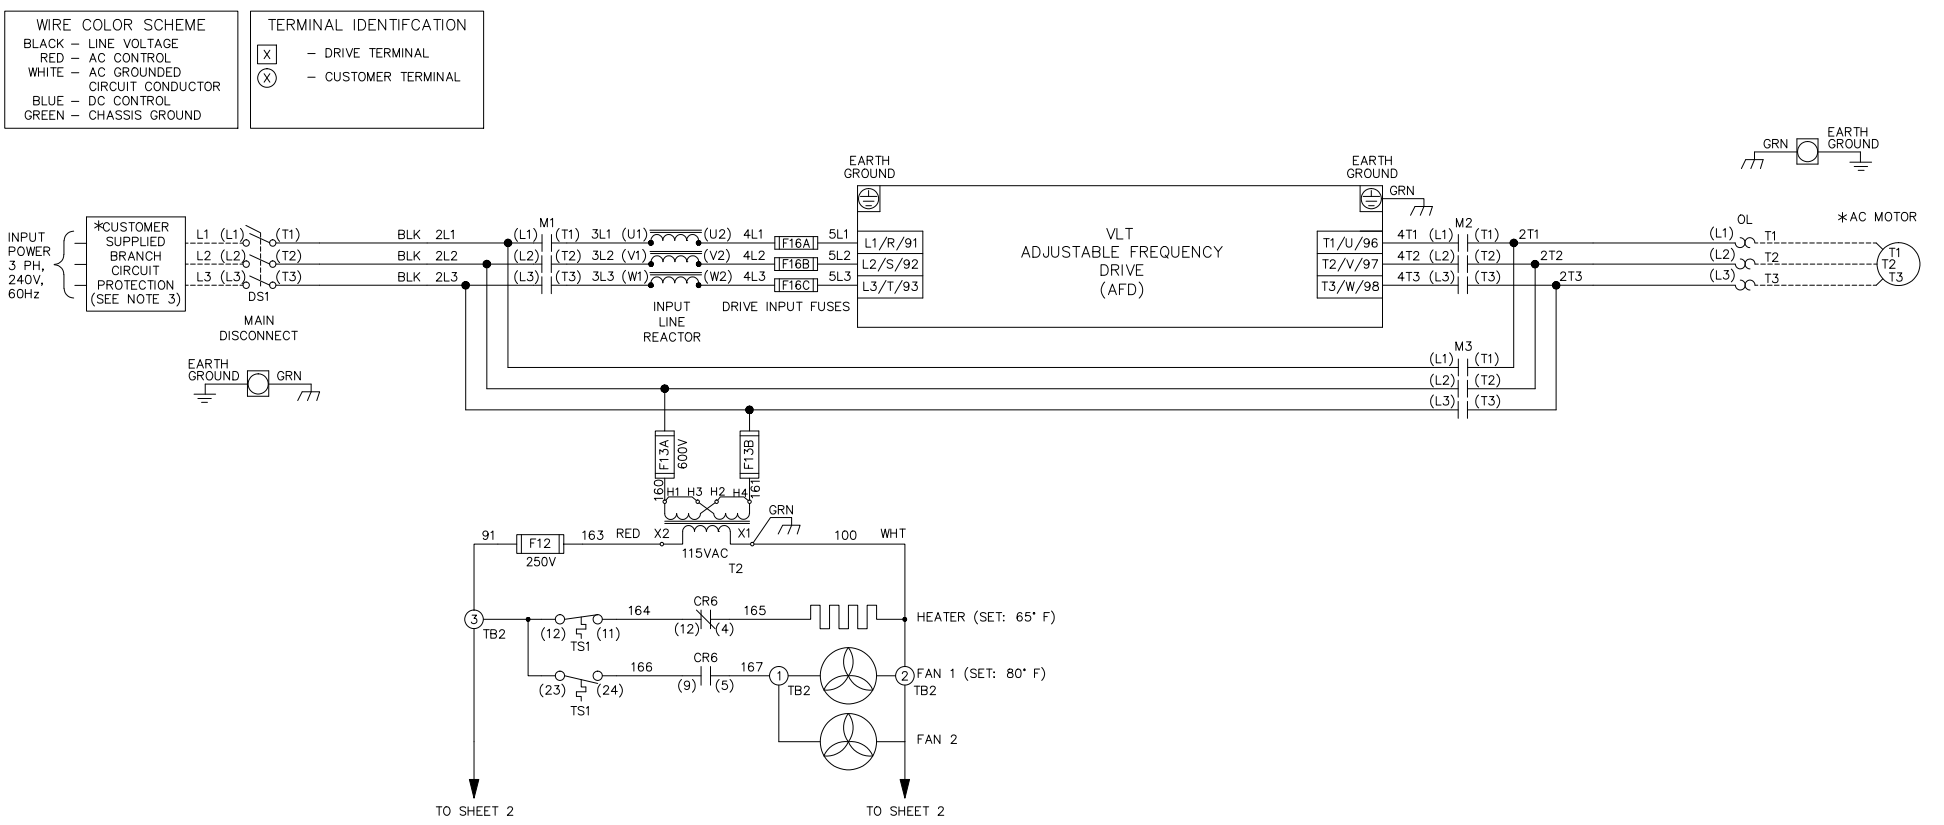 WIRE COLOR SCHEME
BLACK – LINE VOLTAGE
RED – AC CONTROL
WHITE – AC GROUNDED
CIRCUIT CONDUCTOR
BLUE – DC CONTROL
GREEN – CHASSIS GROUND
TERMINAL IDENTIFCATION
X – DRIVE TERMINAL
X – CUSTOMER TERMINAL
INPUT
POWER
3 PH,
240V,
60Hz
*CUSTOMER
SUPPLIED
BRANCH
CIRCUIT
PROTECTION
(SEE NOTE 3)
L1 (L1) (T1) BLK 2L1 (L1) M1 (T1) 3L1 (U1) (U2) 4L1 F16A 5L1 L1/R/91
L2 (L2) (T2) BLK 2L2 (L2) (T2) 3L2 (V1) (V2) 4L2 F16B 5L2 L2/S/92
L3 (L3) (T3) BLK 2L3 (L3) (T3) 3L3 (W1) (W2) 4L3 F16C 5L3 L3/T/93
DS1
MAIN
DISCONNECT
INPUT
LINE
REACTOR
DRIVE INPUT FUSES
EARTH
GROUND
GRN
EARTH
GROUND
VLT
ADJUSTABLE FREQUENCY
DRIVE
(AFD)
EARTH
GROUND
GRN
T1/U/96 4T1 (L1) M2 (T1) 2T1 (L1) OL T1
T2/V/97 4T2 (L2) (T2) 2T2 (L2) T2
T3/W/98 4T3 (L3) (T3) 2T3 (L3) T3
GRN
EARTH
GROUND
*AC MOTOR
T1
T2
T3
M3
(L1) (T1)
(L2) (T2)
(L3) (T3)
F13A
600V
F13B
160
H1 H3 H2 H4
161
GRN
91 F12 163 RED X2 X1 100 WHT
250V
115VAC
T2
3
TB2
(12) (11)
TS1
164
CR6
(12) (4)
165
HEATER (SET: 65° F)
(23) (24)
TS1
166
CR6
(9) (5)
167
1
TB2
2
TB2
FAN 1 (SET: 80° F)
FAN 2
TO SHEET 2
TO SHEET 2